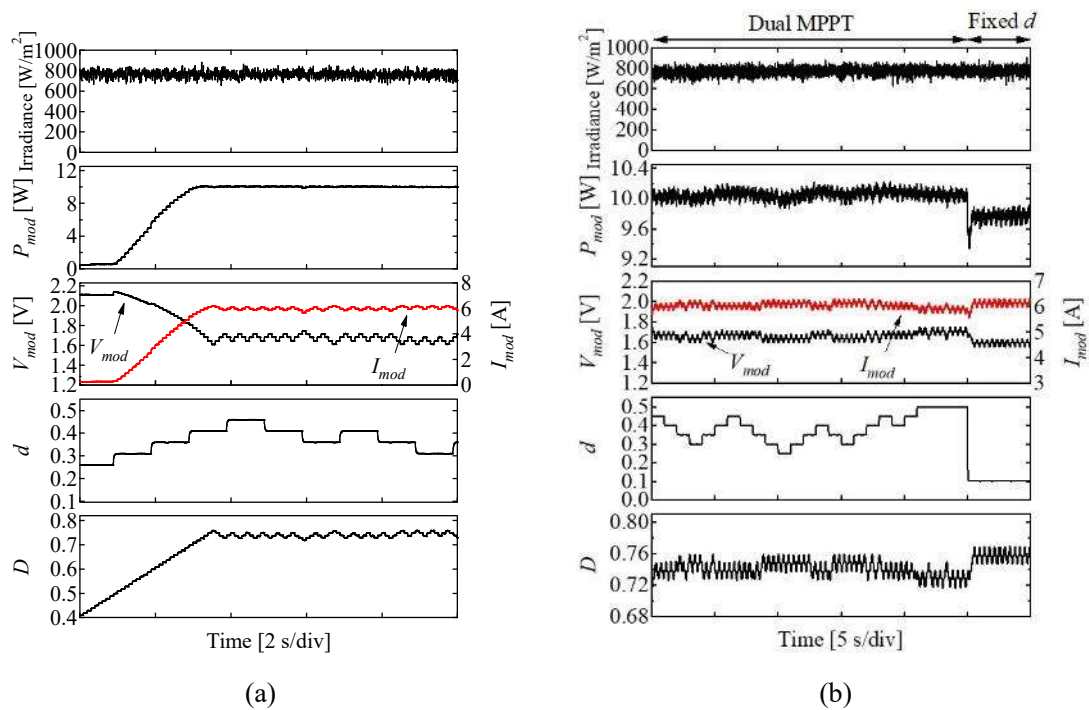 (a)
Irradiance [W/m²]
1000
800
600
400
200
0
P_mod [W]
12
8
4
0
V_mod [V]
2.2
2.0
1.8
1.6
1.4
1.2
V_mod
I_mod
8
6
4
2
0
I_mod [A]
d
0.5
0.4
0.3
0.2
0.1
D
0.8
0.7
0.6
0.5
0.4
Time [2 s/div]
(a)
(b)
Dual MPPT Fixed d
Irradiance [W/m²]
1000
800
600
400
200
0
P_mod [W]
10.4
10.0
9.6
9.2
V_mod [V]
2.2
2.0
1.8
1.6
1.4
1.2
V_mod
I_mod
7
6
5
4
3
I_mod [A]
d
0.5
0.4
0.3
0.2
0.1
0.0
D
0.80
0.76
0.72
0.68
Time [5 s/div]
(b)